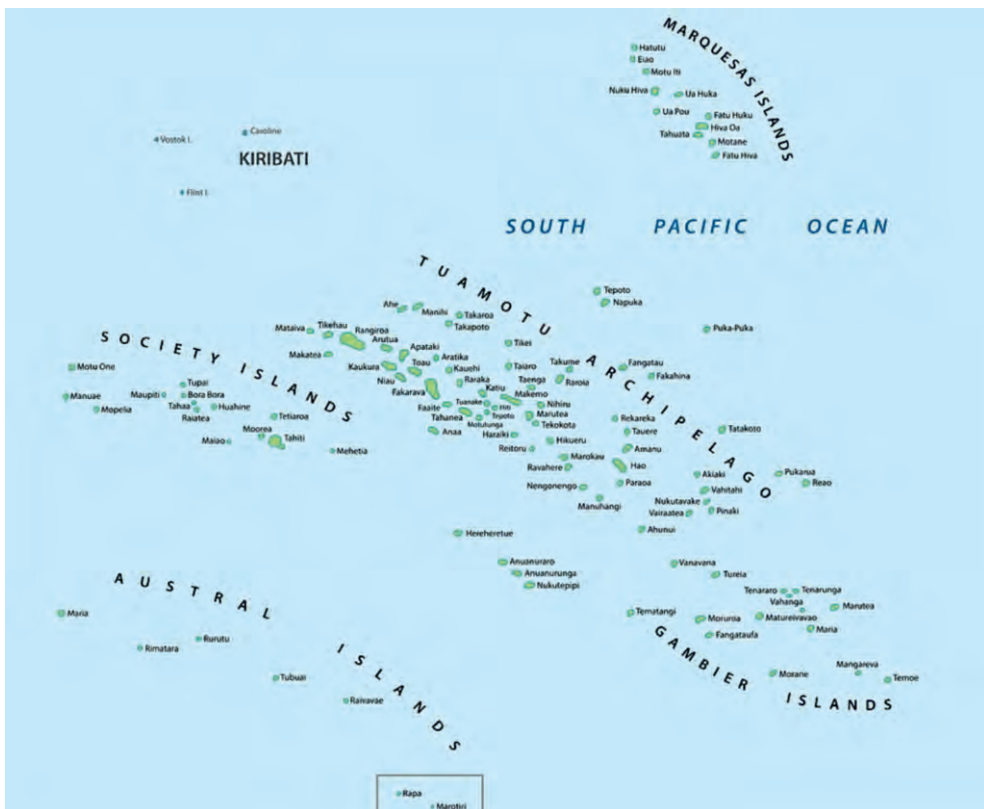 MARQUESAS ISLANDS
Hatutu
Eiao
Motu Iti
Nuku Hiva
Ua Huka
Ua Pou
Fatu Huku
Hiva Oa
Tahuata
Motane
Fatu Hiva
Caroline
Vostok I.
KIRIBATI
Flint I.
SOUTH PACIFIC OCEAN
TUAMOTU ARCHIPELAGO
Tepoto
Napuka
Puka-Puka
Ahe
Manihi
Takaroa
Takapoto
Mataiva
Tikehau
Rangiroa
Arutua
Apataki
Tikei
Makatea
Kaukura
Toau
Aratika
Kauehi
Taiaro
Takume
Fangatau
Fakahina
Niau
Raraka
Taenga
Raroia
Fakarava
Katiu
Makemo
Faaite
Tuanake
Hiti
Nihiru
Tahanea
Tepoto
Marutea
Motutunga
Tekokota
Rekareka
Tauere
Tatakoto
Anaa
Haraiki
Hikueru
Amanu
Reitoru
Marokau
Hao
Ravahere
Akiaki
Pukarua
Reao
Nengonengo
Paraoa
Vahitahi
Manuhangi
Nukutavake
Vairaatea
Pinaki
Ahunui
SOCIETY ISLANDS
Motu One
Manuae
Mopelia
Maupiti
Tupai
Bora Bora
Tahaa
Huahine
Raiatea
Tetiaroa
Moorea
Maiao
Tahiti
Mehetia
Hereheretue
Anuanuraro
Anuanurunga
Nukutepipi
Vanavana
Tureia
Tenararo
Tenarunga
Vahanga
Marutea
Tematangi
Morunia
Matureivavao
Maria
Fangataufa
GAMBIER ISLANDS
Morane
Mangareva
Temoe
AUSTRAL ISLANDS
Maria
Rimatara
Rurutu
Tubuai
Raivavae
Rapa
Marotiri